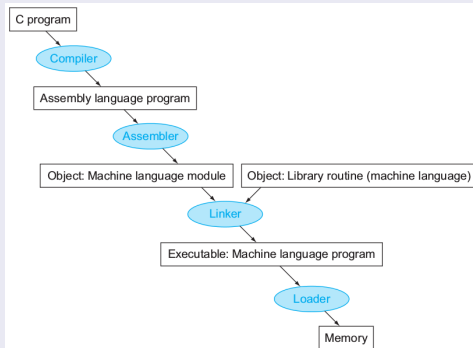 C program
Compiler
Assembly language program
Assembler
Object: Machine language module
Object: Library routine (machine language)
Linker
Executable: Machine language program
Loader
Memory